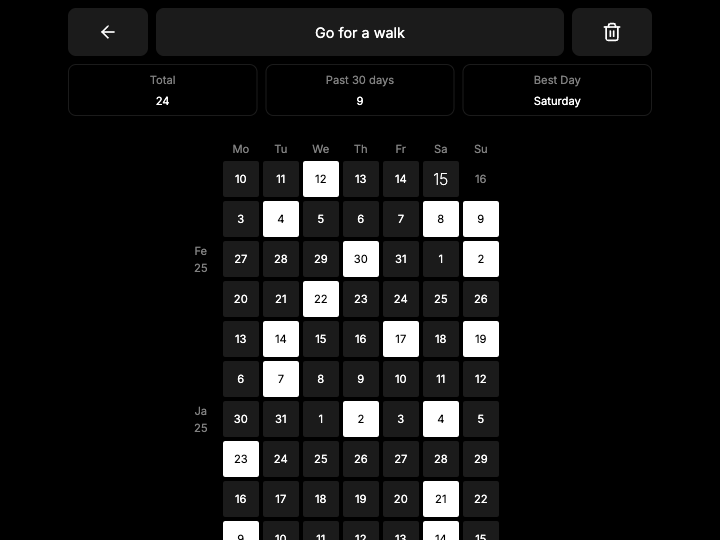 Go for a walk
Total
Past 30 days
Best Day
24
9
Saturday
Mo Tu We Th Fr Sa Su
10 11 12 13 14 15 16
3 4 5 6 7 8 9
Fe
25
27 28 29 30 31 1 2
20 21 22 23 24 25 26
13 14 15 16 17 18 19
6 7 8 9 10 11 12
Ja
25
30 31 1 2 3 4 5
23 24 25 26 27 28 29
16 17 18 19 20 21 22
9 10 11 12 13 14 15